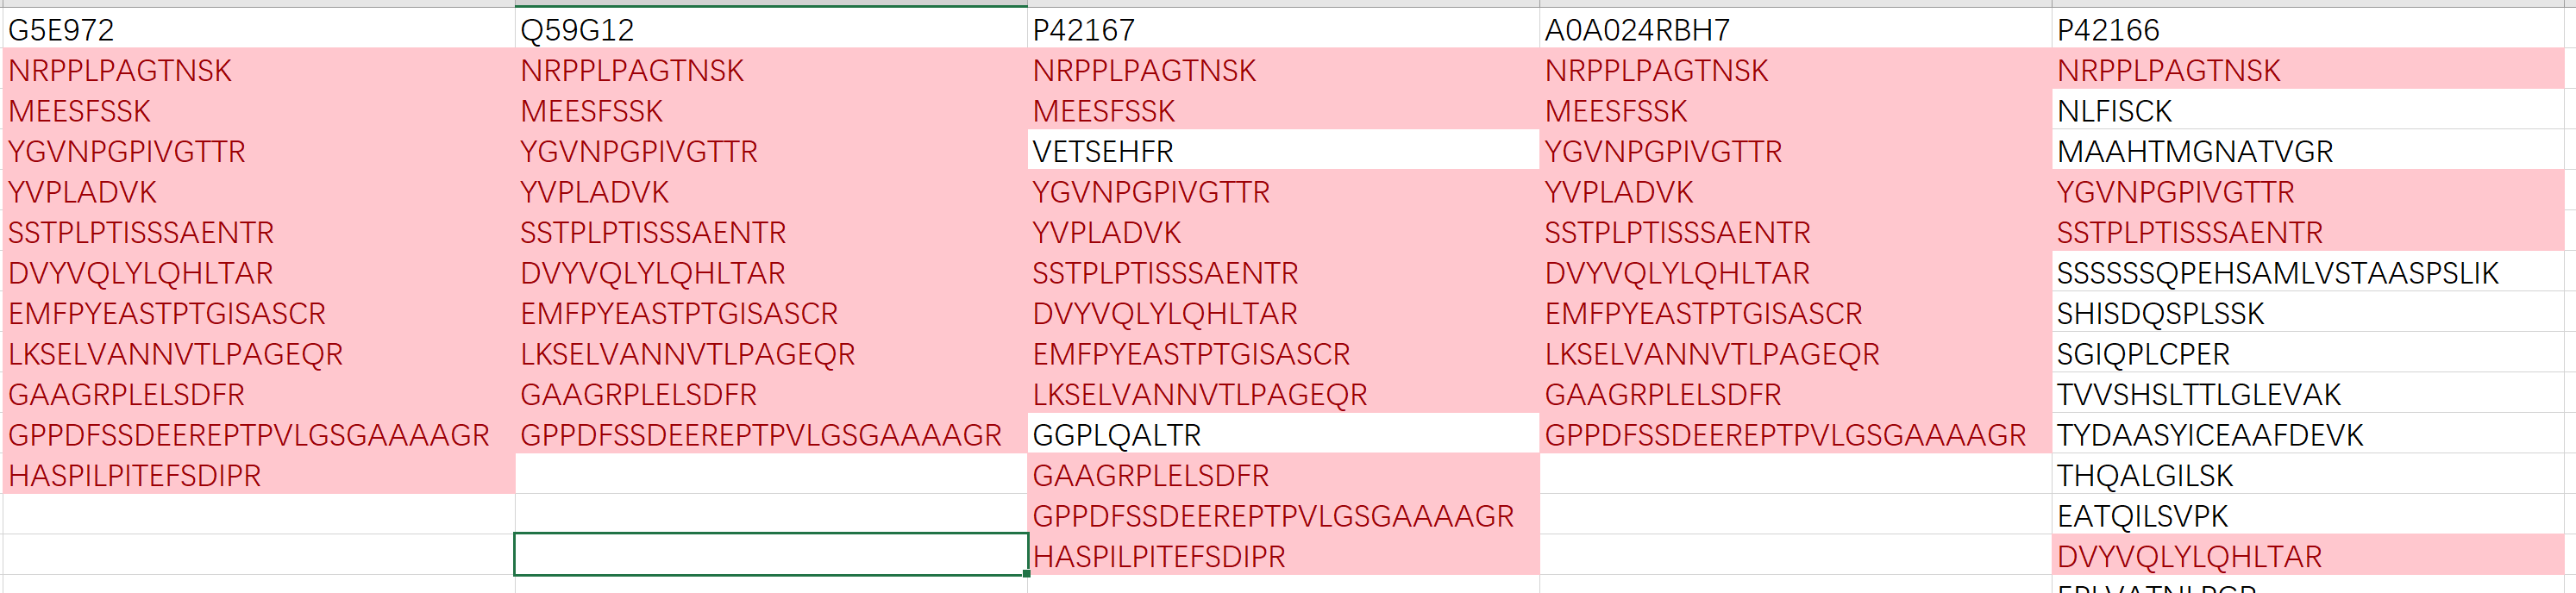 G5E972 Q59G12 P42167 A0A024RBH7 P42166
NRPPLPAGTNSK NRPPLPAGTNSK NRPPLPAGTNSK NRPPLPAGTNSK NRPPLPAGTNSK
MEESFSSK MEESFSSK MEESFSSK MEESFSSK NLFISCK
YGVNPGPIVGTTR YGVNPGPIVGTTR VETSEHFR YGVNPGPIVGTTR MAAHTMGNATVGR
YVPLADVK YVPLADVK YGVNPGPIVGTTR YVPLADVK YGVNPGPIVGTTR
SSTPLPTISSSAENTR SSTPLPTISSSAENTR YVPLADVK SSTPLPTISSSAENTR SSTPLPTISSSAENTR
DVYVQLYLQHLTAR DVYVQLYLQHLTAR SSTPLPTISSSAENTR DVYVQLYLQHLTAR SSSSSSQPEHSAMLVSTAASPSLIK
EMFPYEASTPTGISASCR EMFPYEASTPTGISASCR DVYVQLYLQHLTAR EMFPYEASTPTGISASCR SHISDQSPLSSK
LKSELVANNVTLPAGEQR LKSELVANNVTLPAGEQR EMFPYEASTPTGISASCR LKSELVANNVTLPAGEQR SGIQPLCPER
GAAGRPLELSDFR GAAGRPLELSDFR LKSELVANNVTLPAGEQR GAAGRPLELSDFR TVVSHSLTTLGLEVAK
GPPDFSSDEEREPTPVLGSGAAAAGR GPPDFSSDEEREPTPVLGSGAAAAGR GGPLQALTR GPPDFSSDEEREPTPVLGSGAAAAGR TYDAASYICEAAFDEVK
HASPILPITEFSDIPR GAAGRPLELSDFR THQALGILSK
GPPDFSSDEEREPTPVLGSGAAAAGR EATQILSVPK
HASPILPITEFSDIPR DVYVQLYLQHLTAR